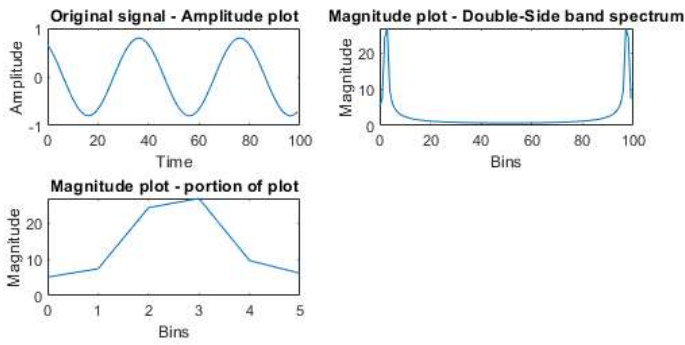 Original signal - Amplitude plot
1
0
-1
Amplitude
0 20 40 60 80 100
Time
Magnitude plot - Double-Side band spectrum
20
10
0
Magnitude
0 20 40 60 80 100
Bins
Magnitude plot - portion of plot
20
10
0
Magnitude
0 1 2 3 4 5
Bins